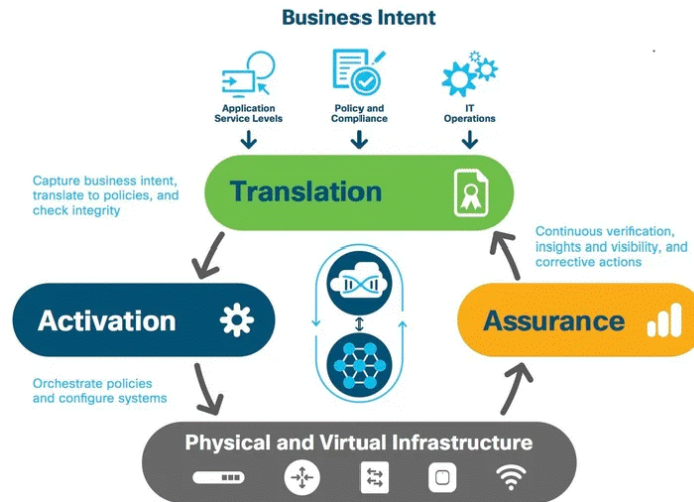 Business Intent
Application
Service Levels
Policy and
Compliance
IT
Operations
Translation
Capture business intent,
translate to policies, and
check integrity
Continuous verification,
insights and visibility, and
corrective actions
Activation
Assurance
Orchestrate policies
and configure systems
Physical and Virtual Infrastructure